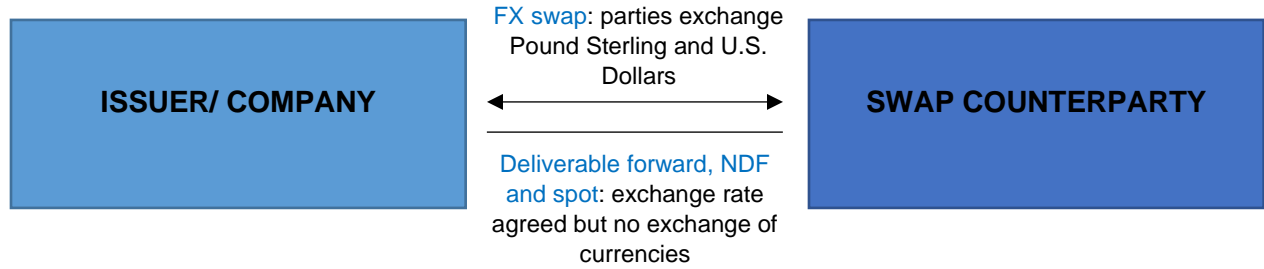 ISSUER/ COMPANY
FX swap: parties exchange
Pound Sterling and U.S.
Dollars
Deliverable forward, NDF
and spot: exchange rate
agreed but no exchange of
currencies
SWAP COUNTERPARTY